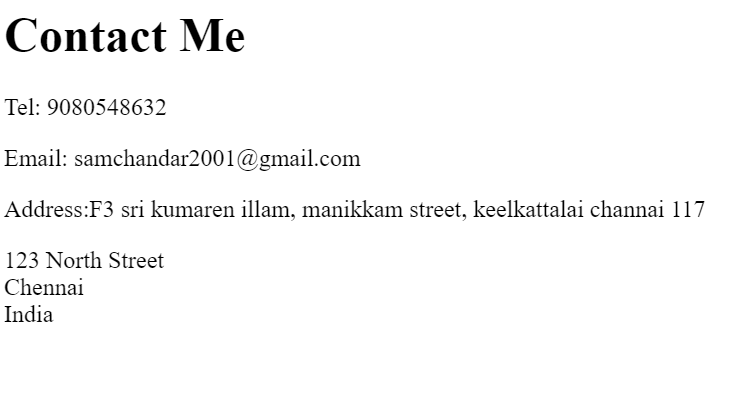 Contact Me
Tel: 9080548632
Email: samchandar2001@gmail.com
Address:F3 sri kumaren illam, manikkam street, keelkattalai channai 117
123 North Street
Chennai
India